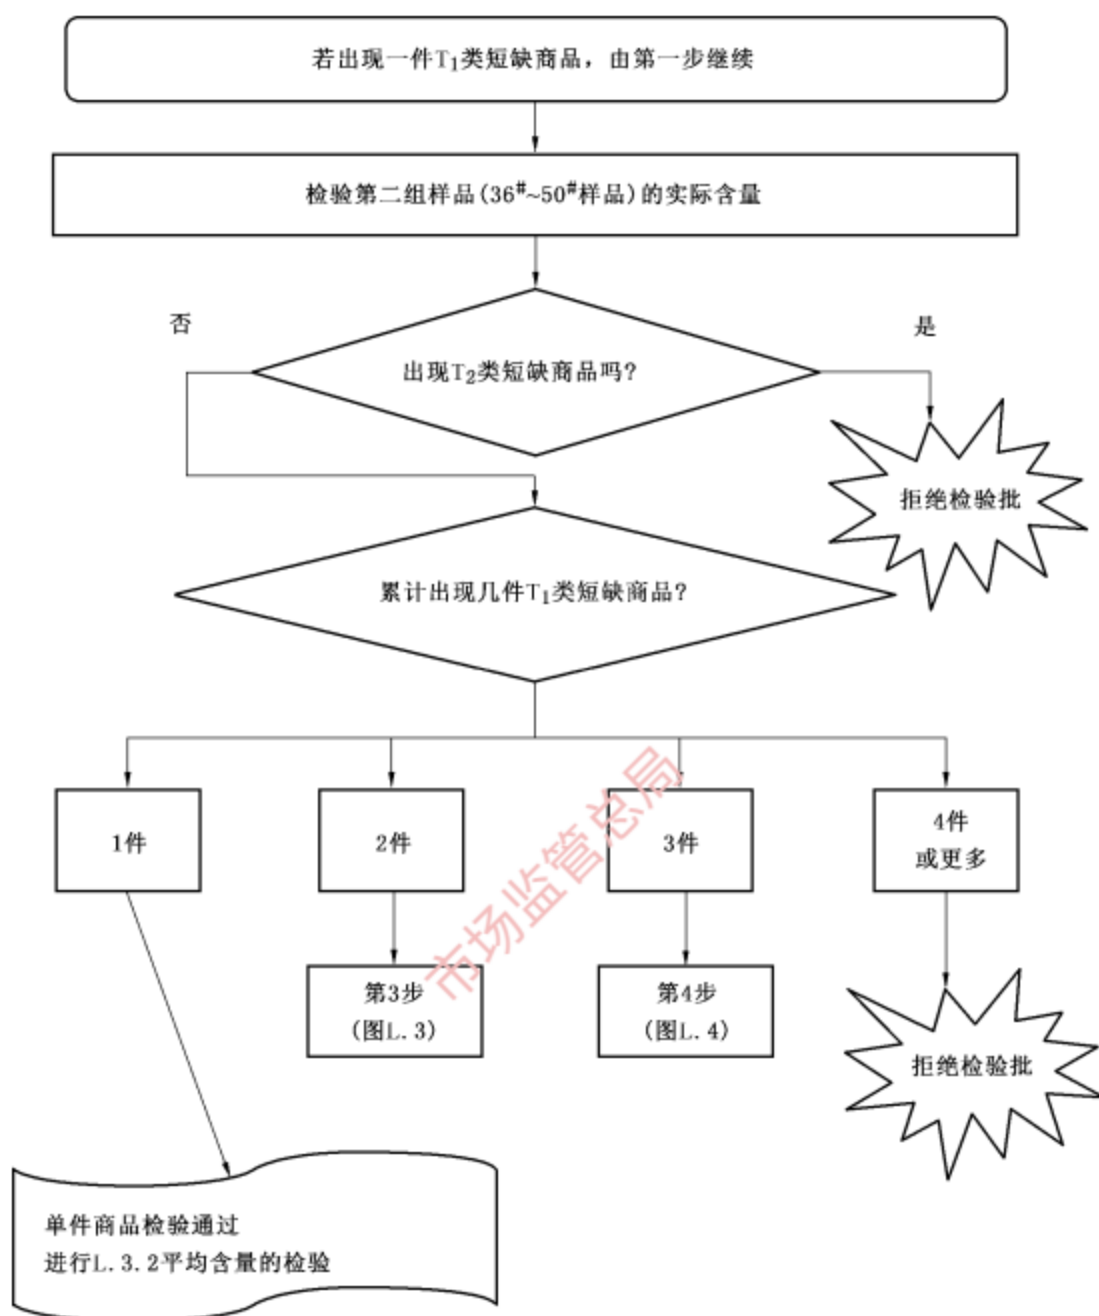 若出现一件T₁类短缺商品，由第一步继续
检验第二组样品(36#~50#样品)的实际含量
否
是
出现T₂类短缺商品吗?
拒绝检验批
累计出现几件T₁类短缺商品?
1件
2件
3件
4件
或更多
第3步
(图L.3)
第4步
(图L.4)
拒绝检验批
单件商品检验通过
进行L.3.2平均含量的检验
市场监管总局